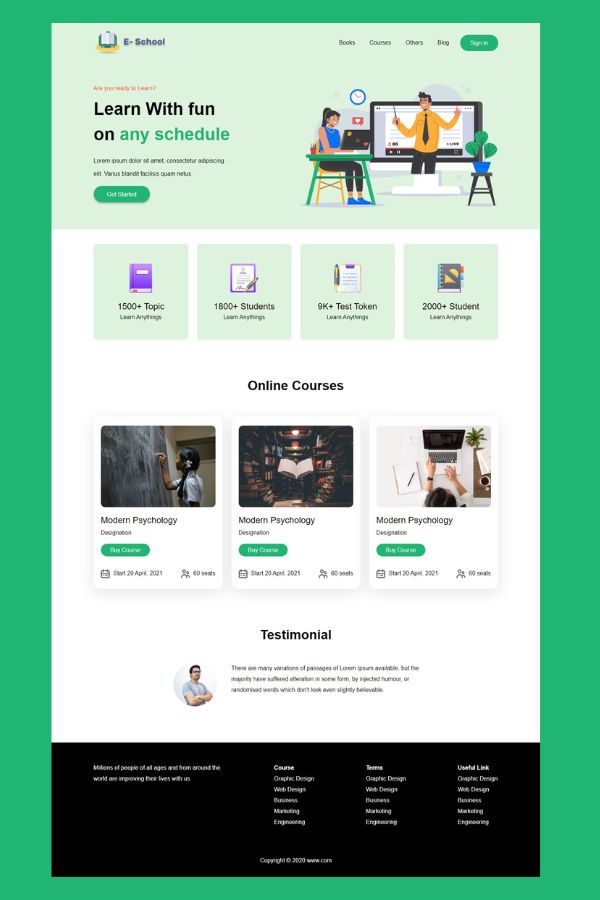 E- School
Books
Courses
Others
Blog
Sign in
Are you ready to Learn?
Learn With fun
on any schedule
Lorem ipsum dolor sit amet, consectetur adipiscing
elit. Varius blandit facilisis quam netus.
Get Started
LIVE
1500+ Topic
Learn Anythings
1800+ Students
Learn Anythings
9K+ Test Token
Learn Anythings
2000+ Student
Learn Anythings
Online Courses
Modern Psychology
Designation
Buy Course
Start 20 April, 2021
60 seats
Modern Psychology
Designation
Buy Course
Start 20 April, 2021
60 seats
Modern Psychology
Designation
Buy Course
Start 20 April, 2021
60 seats
Testimonial
There are many variations of passages of Lorem Ipsum available, but the
majority have suffered alteration in some form, by injected humour, or
randomised words which don't look even slightly believable.
Millions of people of all ages and from around the
world are improving their lives with us
Course
Graphic Design
Web Design
Business
Marketing
Engineering
Terms
Graphic Design
Web Design
Business
Marketing
Engineering
Useful Link
Graphic Design
Web Design
Business
Marketing
Engineering
Copyright © 2020 www.com